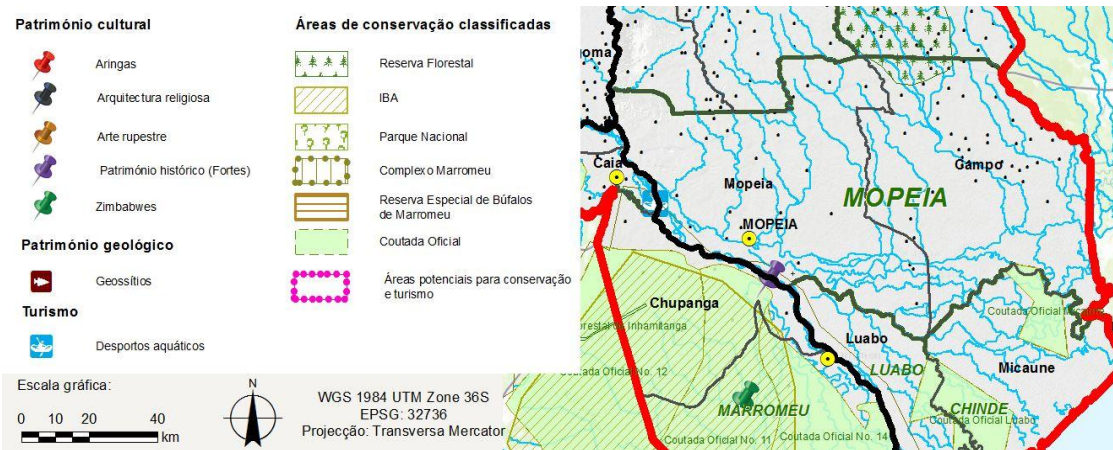 Património cultural
Aringas
Arquitectura religiosa
Arte rupestre
Património histórico (Fortes)
Zimbabwes
Património geológico
Geossítios
Turismo
Desportos aquáticos
Áreas de conservação classificadas
Reserva Florestal
IBA
Parque Nacional
Complexo Marromeu
Reserva Especial de Búfalos
de Marromeu
Coutada Oficial
Áreas potenciais para conservação
e turismo
Escala gráfica:
0 10 20 40
km
N
WGS 1984 UTM Zone 36S
EPSG: 32736
Projecção: Transversa Mercator
Caia
Mopeia
Campo
MOPEIA
MOPEIA
Chupanga
Inhamitanga
Coutada Oficial
Luabo
LUABO
Micaune
Oficial No. 12
MARROMEU
CHINDE
Coutada Oficial Luabo
Coutada Oficial No. 11
Coutada Oficial No. 14